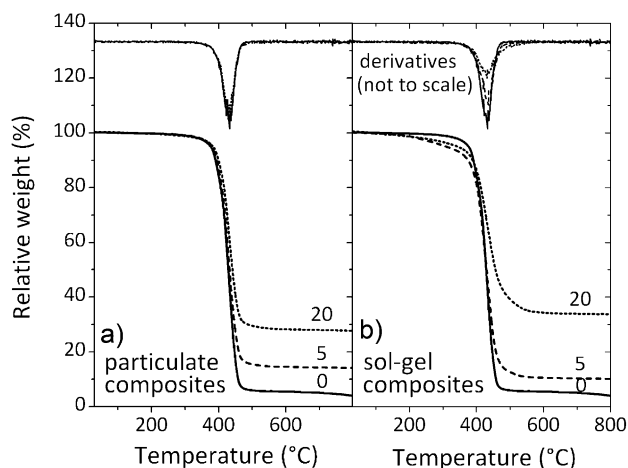 140
120
100
80
60
40
20
0
Relative weight (%)
a)
particulate
composites
20
5
0
200
400
600
Temperature (°C)
derivatives
(not to scale)
b)
sol-gel
composites
20
5
0
200
400
600
800
Temperature (°C)